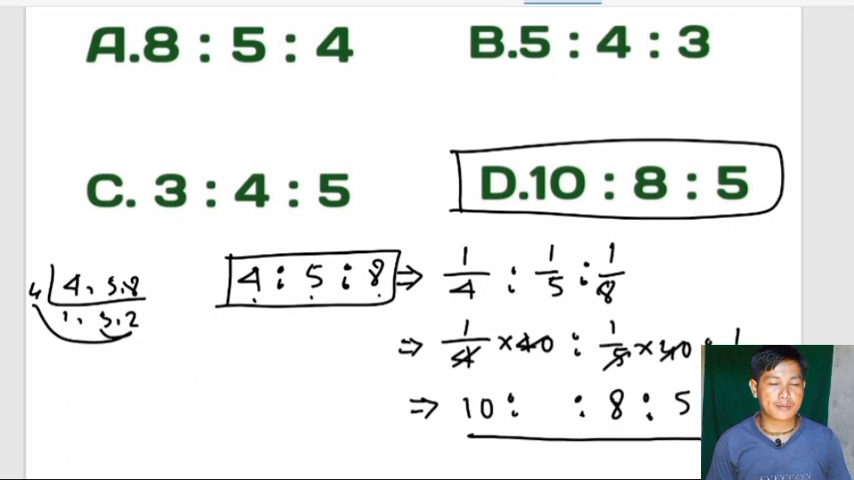 A.8 : 5 : 4
B.5 : 4 : 3
C. 3 : 4 : 5
D.10 : 8 : 5
4 : 5 : 8 ⇒ 1/4 : 1/5 : 1/8
4 | 4, 5,8
1, 5,2
⇒ 1/4 ×40 : 1/5 ×40 :
⇒ 10 : : 8 : 5